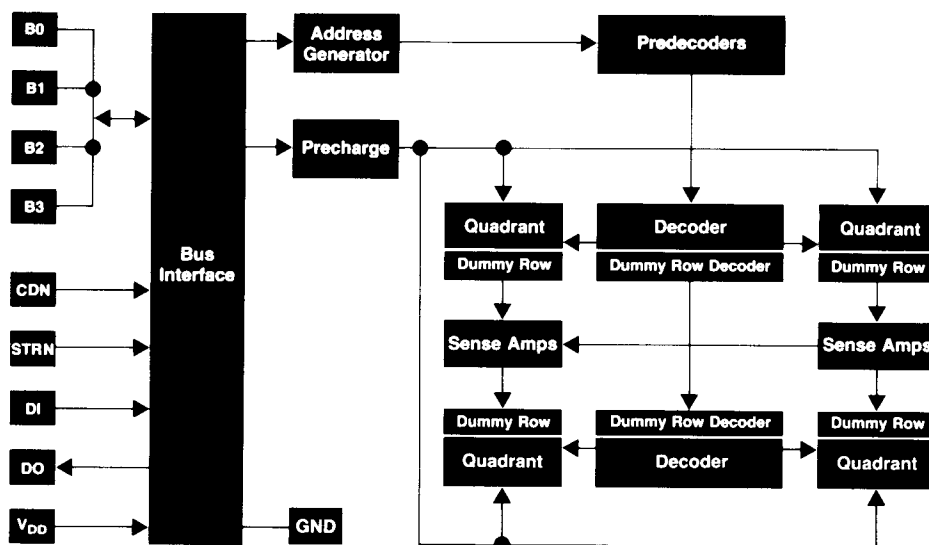 B0
B1
B2
B3
CDN
STRN
DI
DO
VDD
Bus
Interface
Address
Generator
Precharge
GND
Predecoders
Quadrant
Dummy Row
Decoder
Dummy Row Decoder
Quadrant
Dummy Row
Sense Amps
Sense Amps
Dummy Row
Quadrant
Dummy Row Decoder
Decoder
Dummy Row
Quadrant